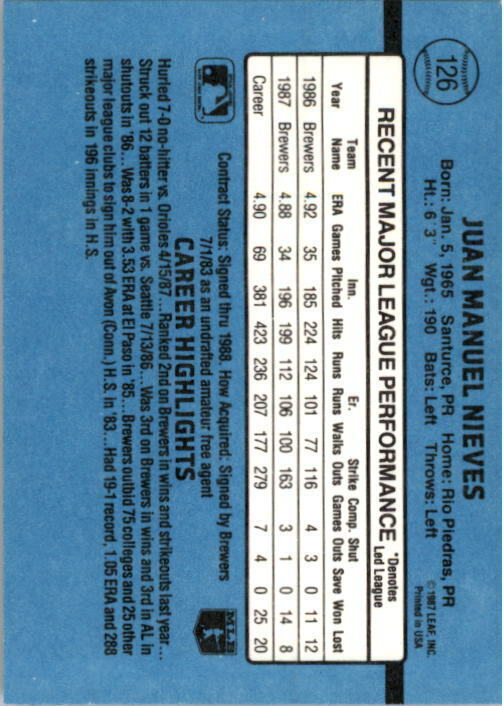 126
JUAN MANUEL NIEVES
Born: Jan. 5, 1965 Santurce, PR Home: Rio Piedras, PR
Ht.: 6'3" Wgt.: 190 Bats: Left Throws: Left
©1987 LEAF, INC.
Printed in USA
RECENT MAJOR LEAGUE PERFORMANCE *Denotes Led League
Team Inn. Er. Strike Comp. Shut
Year Name ERA Games Pitched Hits Runs Runs Walks Outs Games Outs Save Won Lost
1986 Brewers 4.92 35 185 224 124 101 77 116 4 3 0 11 12
1987 Brewers 4.88 34 196 199 112 106 100 163 3 1 0 14 8
Career 4.90 69 381 423 236 207 177 279 7 4 0 25 20
Contract Status: Signed thru 1988. How Acquired: Signed by Brewers
7/1/83 as an undrafted amateur free agent
MLB
CAREER HIGHLIGHTS
Hurled 7-0 no-hitter vs. Orioles 4/15/87...Ranked 2nd on Brewers in wins and strikeouts last year...
Struck out 12 batters in 1 game vs. Seattle 7/13/86...Was 3rd on Brewers in wins and 3rd in AL in
shutouts in '86...Was 8-2 with 3.53 ERA at El Paso in '85...Brewers outbid 75 colleges and 25 other
major league clubs to sign him out of Avon (Conn.) H.S. in '83...Had 19-1 record, 1.05 ERA and 288
strikeouts in 196 innings in H.S.